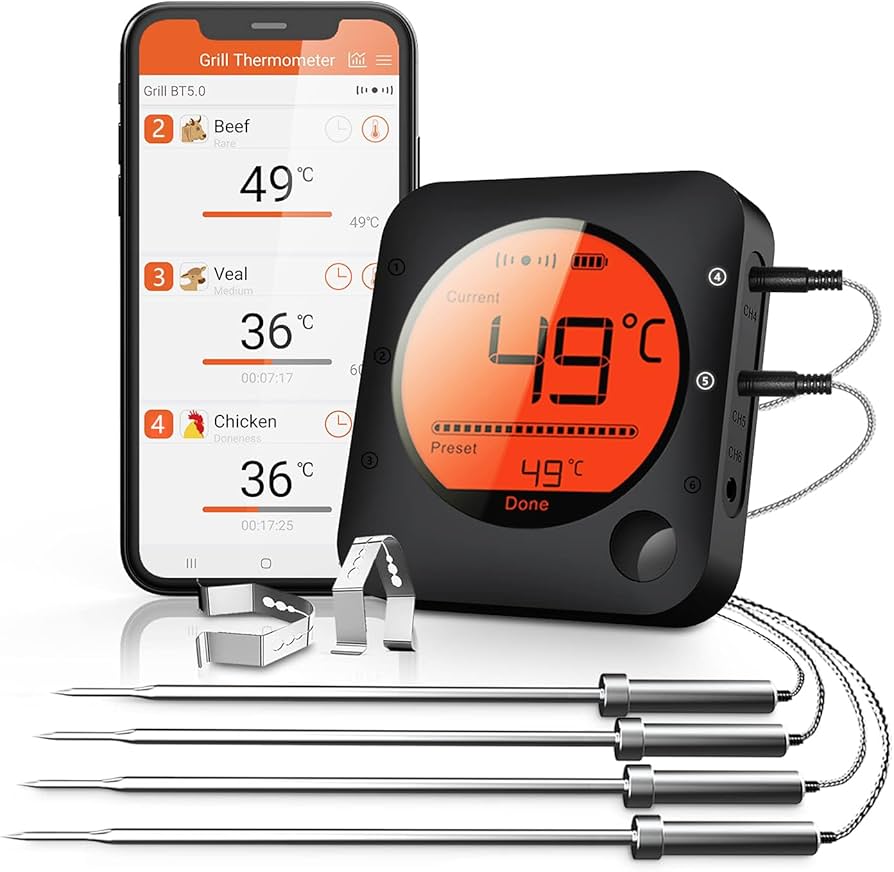 Grill Thermometer
Grill BT5.0
2 Beef
Rare
49 °C
49°C
3 Veal
Medium
36 °C
00:07:17
60
4 Chicken
Doneness
36 °C
00:17:25
1
2
3
Current
49°C
Preset
49°C
Done
4
CH4
5
CH5
CH6
6